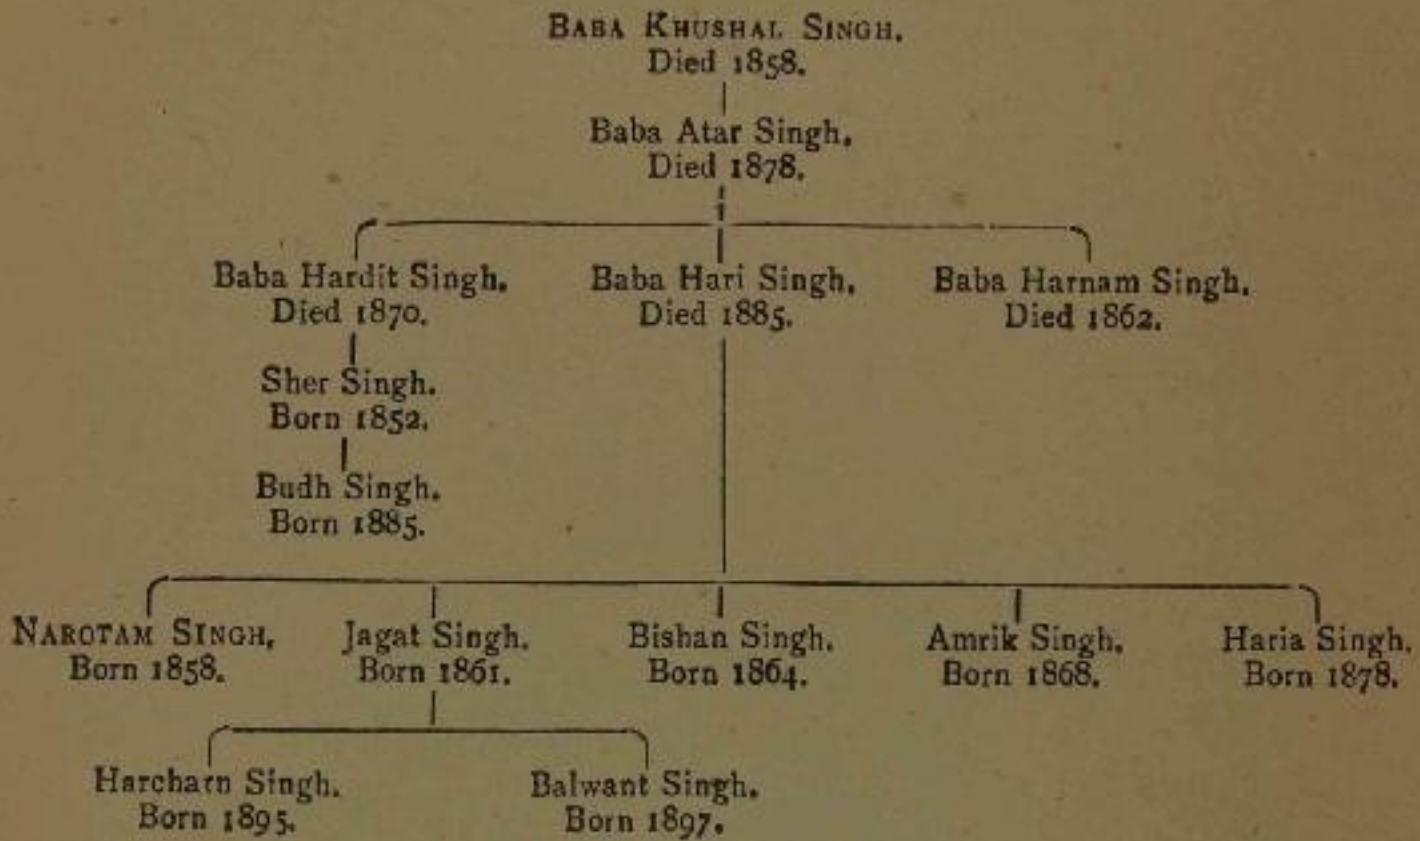 BABA KHUSHAL SINGH.
Died 1858.
Baba Atar Singh.
Died 1878.
Baba Hardit Singh. Baba Hari Singh. Baba Harnam Singh.
Died 1870. Died 1885. Died 1862.
Sher Singh.
Born 1852.
Budh Singh.
Born 1885.
NAROTAM SINGH. Jagat Singh. Bishan Singh. Amrik Singh. Haria Singh.
Born 1858. Born 1861. Born 1864. Born 1868. Born 1878.
Harcharn Singh. Balwant Singh.
Born 1895. Born 1897.